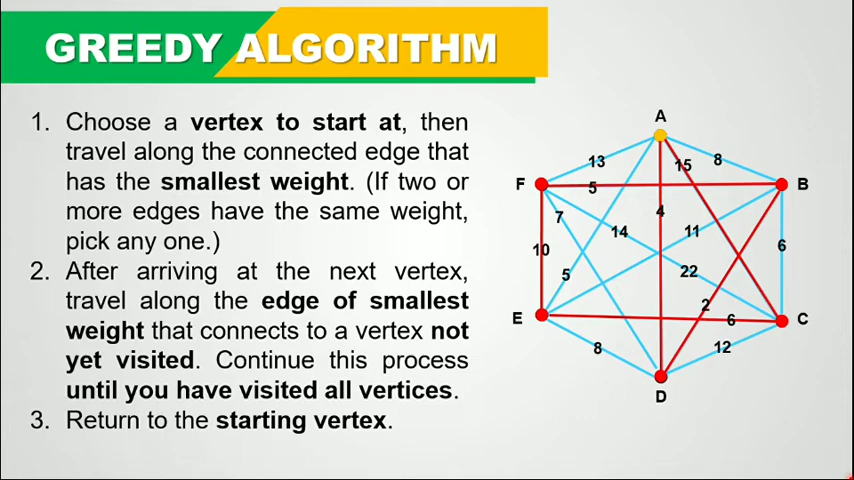 GREEDY ALGORITHM
1. Choose a vertex to start at, then
travel along the connected edge that
has the smallest weight. (If two or
more edges have the same weight,
pick any one.)
2. After arriving at the next vertex,
travel along the edge of smallest
weight that connects to a vertex not
yet visited. Continue this process
until you have visited all vertices.
3. Return to the starting vertex.
A
13 15 8
F 5 B
7 4
14 11
10 6
5 22
2
E 6 C
8 12
D